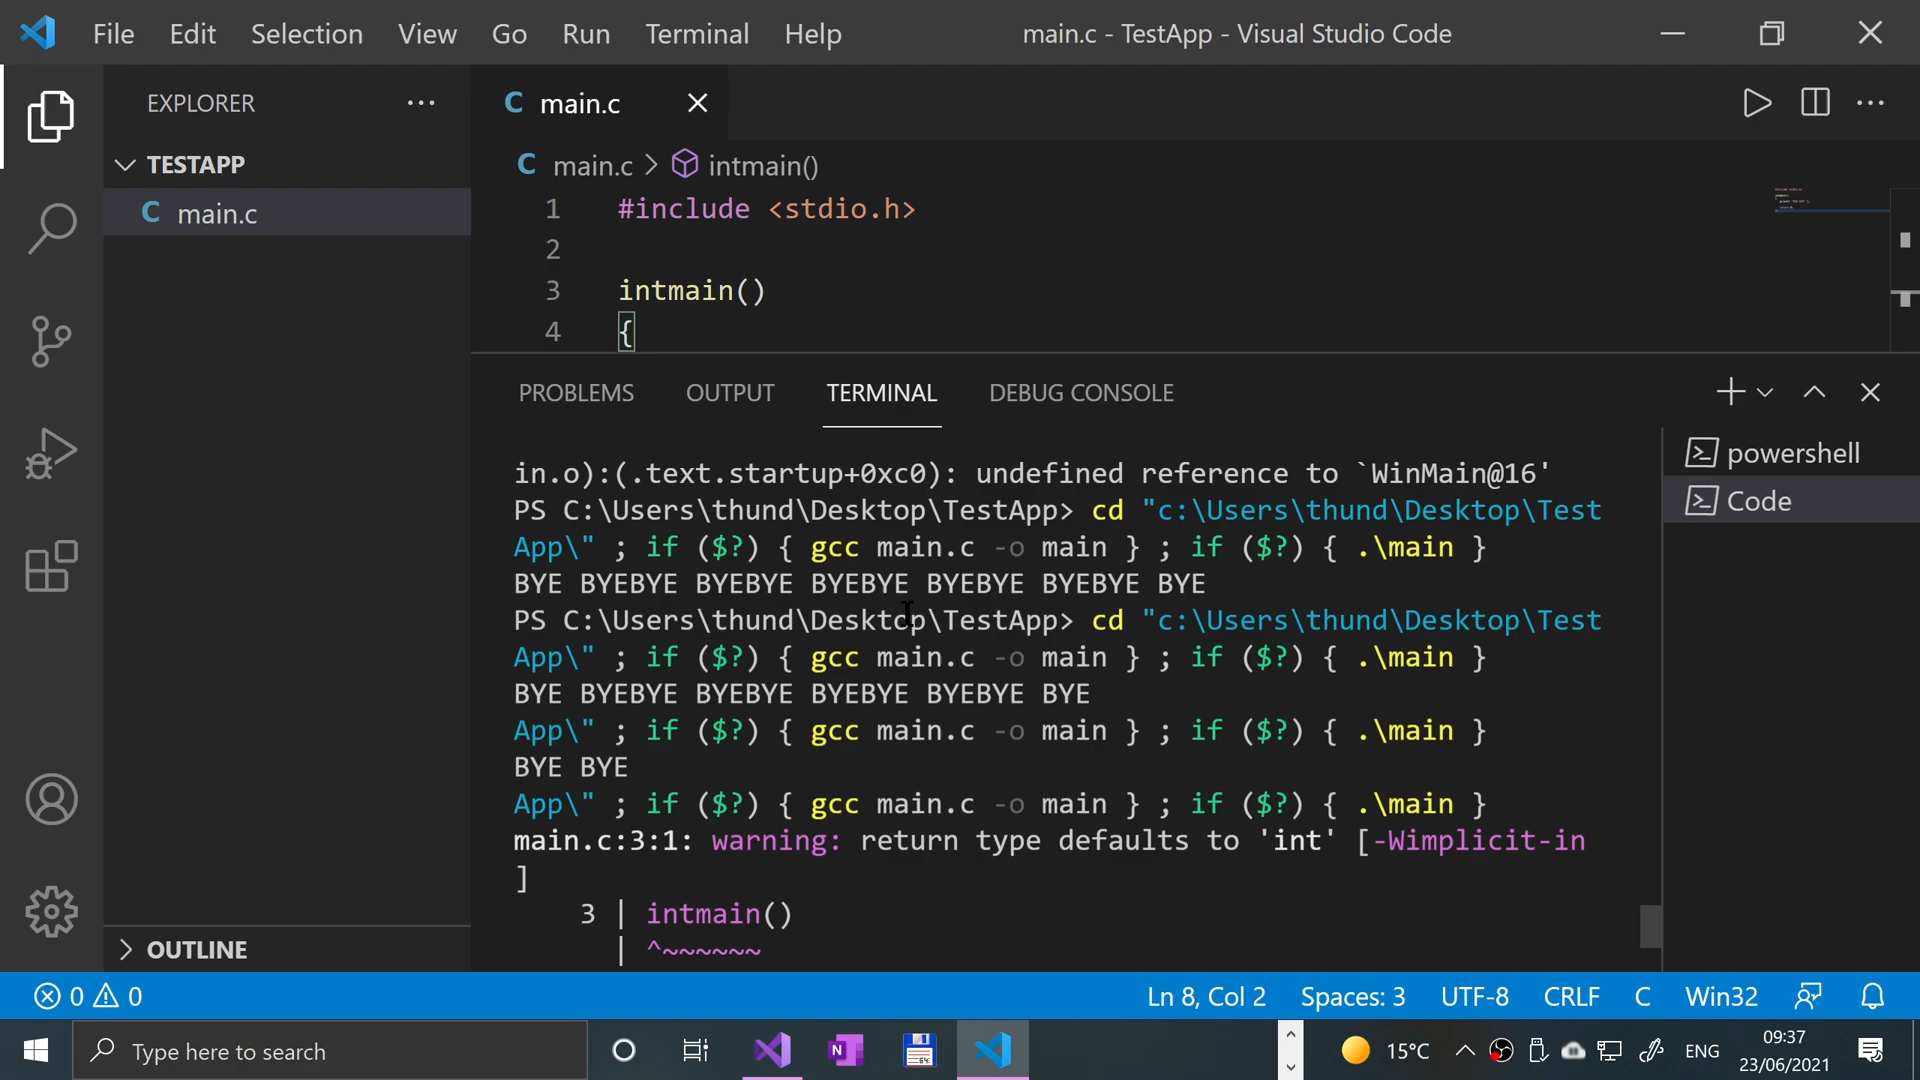 File Edit Selection View Go Run Terminal Help main.c - TestApp - Visual Studio Code
EXPLORER
TESTAPP
C main.c
OUTLINE
C main.c
C main.c > intmain()
1 #include <stdio.h>
2
3 intmain()
4 {
PROBLEMS OUTPUT TERMINAL DEBUG CONSOLE
in.o):(.text.startup+0xc0): undefined reference to `WinMain@16'
PS C:\Users\thund\Desktop\TestApp> cd "c:\Users\thund\Desktop\Test
App\" ; if ($?) { gcc main.c -o main } ; if ($?) { .\main }
BYE BYEBYE BYEBYE BYEBYE BYEBYE BYEBYE BYE
PS C:\Users\thund\Desktop\TestApp> cd "c:\Users\thund\Desktop\Test
App\" ; if ($?) { gcc main.c -o main } ; if ($?) { .\main }
BYE BYEBYE BYEBYE BYEBYE BYEBYE BYE
App\" ; if ($?) { gcc main.c -o main } ; if ($?) { .\main }
BYE BYE
App\" ; if ($?) { gcc main.c -o main } ; if ($?) { .\main }
main.c:3:1: warning: return type defaults to 'int' [-Wimplicit-in
]
3 | intmain()
| ^~~~~~~
powershell
Code
0 0 Ln 8, Col 2 Spaces: 3 UTF-8 CRLF C Win32
Type here to search
N
64
15°C ENG
09:37
23/06/2021